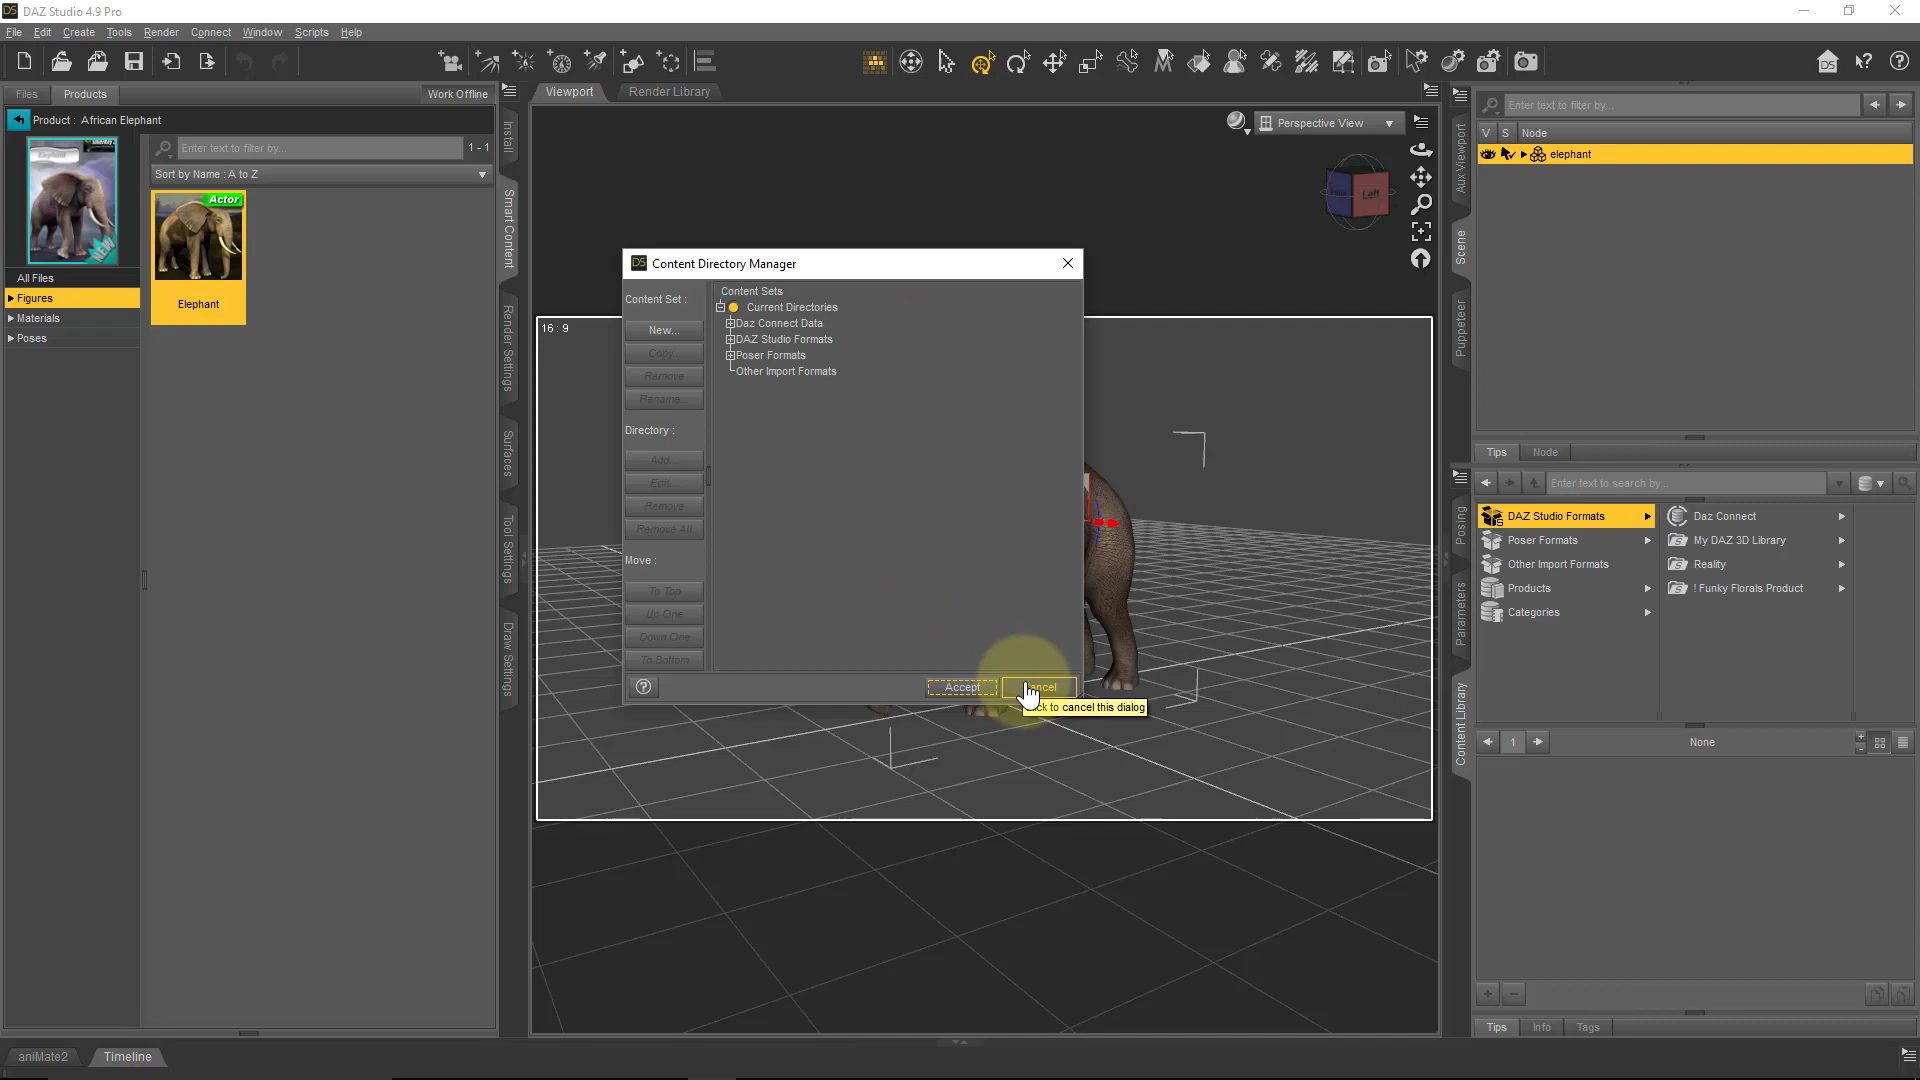 DAZ Studio 4.9 Pro
File Edit Create Tools Render Connect Window Scripts Help
Files Products Work Offline
Product : African Elephant
Enter text to filter by... 1 - 1
Sort by Name : A to Z
Elephant
NEW
Actor
Elephant
All Files
Figures
Materials
Poses
Install
Smart Content
Render Settings
Surfaces
Tool Settings
Draw Settings
Viewport Render Library
Perspective View
Left
16 : 9
Content Directory Manager
Content Set :
New...
Copy...
Remove
Rename...
Directory :
Add...
Edit...
Remove
Remove All
Move :
To Top
Up One
Down One
To Bottom
Content Sets
Current Directories
Daz Connect Data
DAZ Studio Formats
Poser Formats
Other Import Formats
Accept
to cancel this dialog
Aux Viewport
Scene
Puppeteer
Enter text to filter by...
V S Node
elephant
Tips Node
Posing
Parameters
Content Library
Enter text to search by...
DAZ Studio Formats
Poser Formats
Other Import Formats
Products
Categories
Daz Connect
My DAZ 3D Library
Reality
! Funky Florals Product
1 None
Tips Info Tags
aniMate2 Timeline